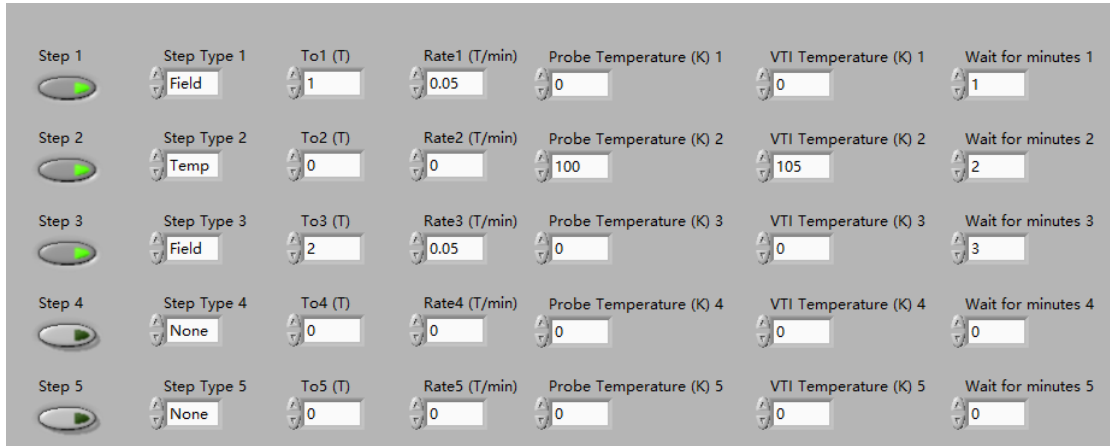 Step 1 Step Type 1 To1 (T) Rate1 (T/min) Probe Temperature (K) 1 VTI Temperature (K) 1 Wait for minutes 1
Field 1 0.05 0 0 1
Step 2 Step Type 2 To2 (T) Rate2 (T/min) Probe Temperature (K) 2 VTI Temperature (K) 2 Wait for minutes 2
Temp 0 0 100 105 2
Step 3 Step Type 3 To3 (T) Rate3 (T/min) Probe Temperature (K) 3 VTI Temperature (K) 3 Wait for minutes 3
Field 2 0.05 0 0 3
Step 4 Step Type 4 To4 (T) Rate4 (T/min) Probe Temperature (K) 4 VTI Temperature (K) 4 Wait for minutes 4
None 0 0 0 0 0
Step 5 Step Type 5 To5 (T) Rate5 (T/min) Probe Temperature (K) 5 VTI Temperature (K) 5 Wait for minutes 5
None 0 0 0 0 0